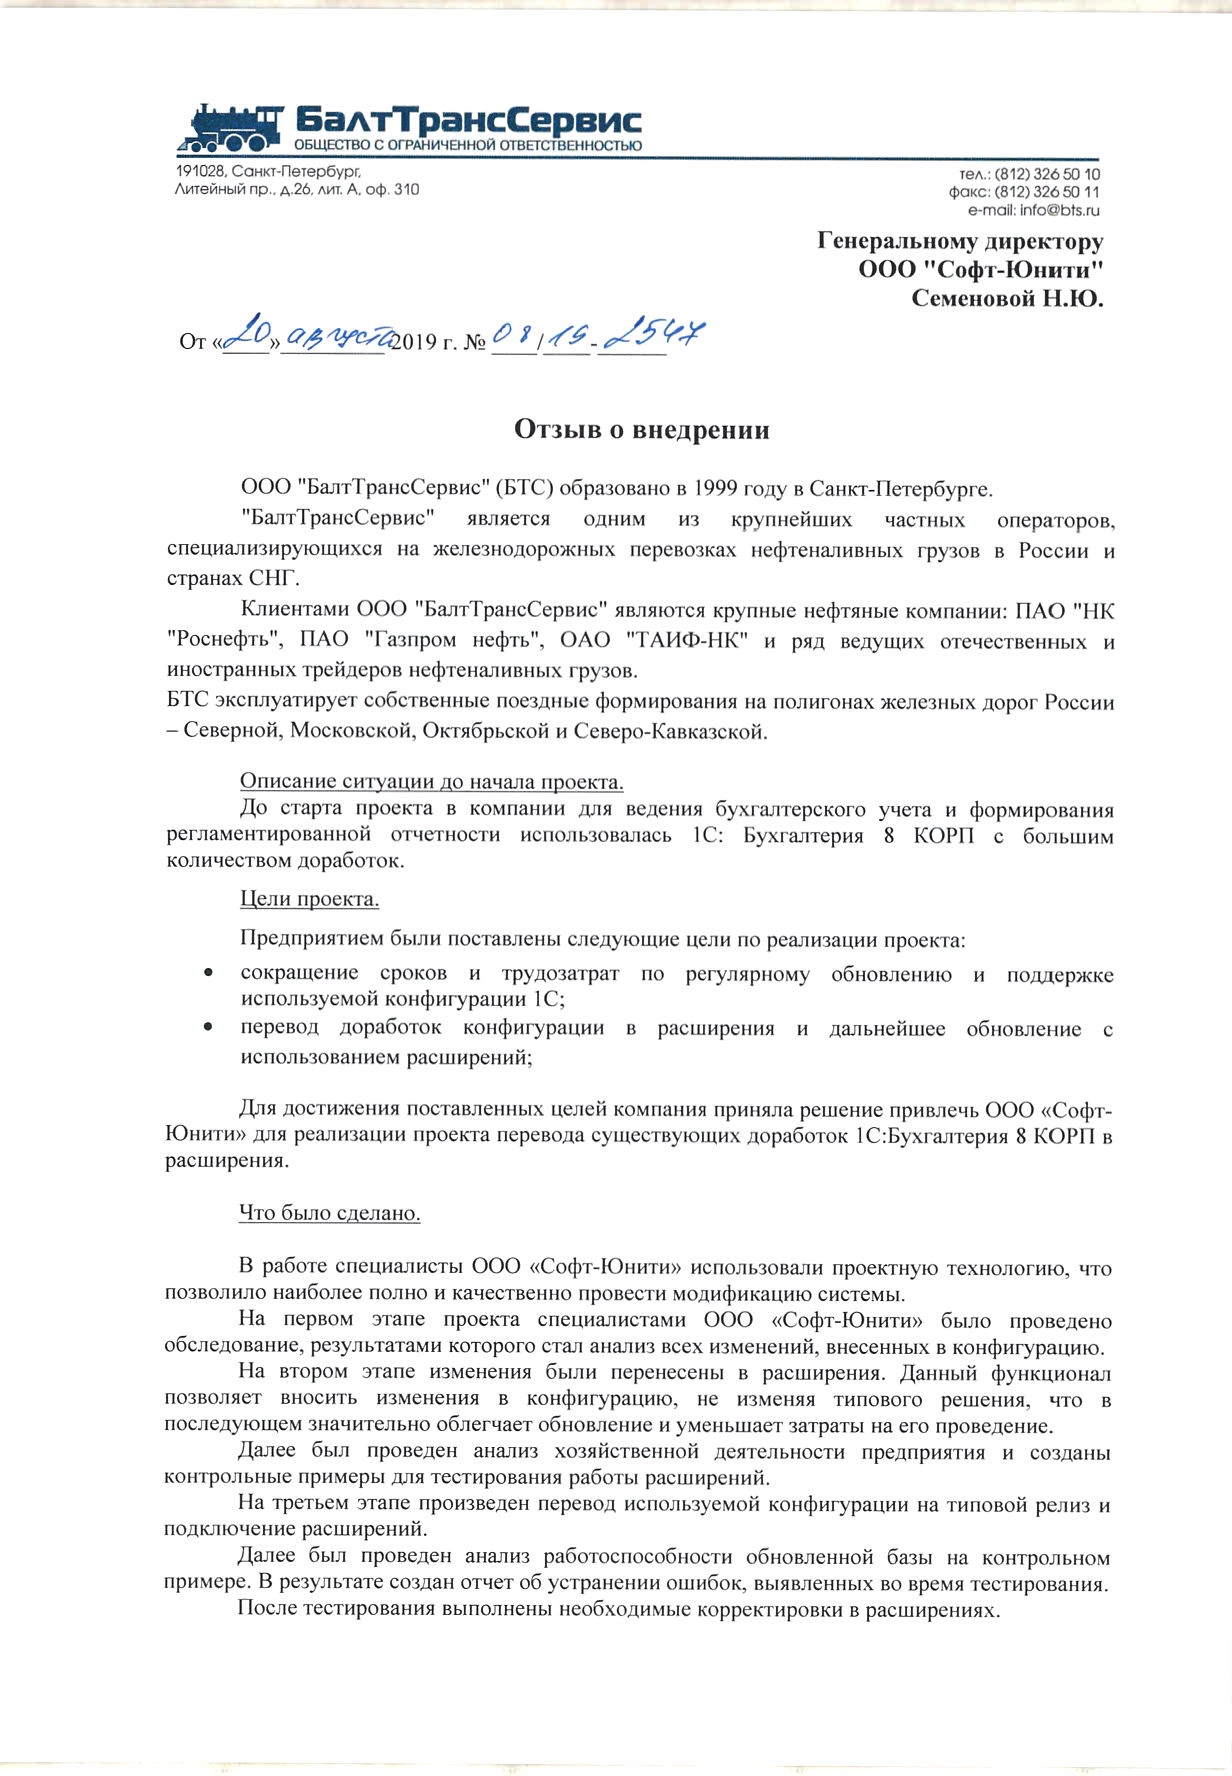 БалтТрансСервис
ОБЩЕСТВО С ОГРАНИЧЕННОЙ ОТВЕТСТВЕННОСТЬЮ
191028, Санкт-Петербург,
Литейный пр., д.26, лит. А, оф. 310
тел.: (812) 326 50 10
факс: (812) 326 50 11
e-mail: info@bts.ru
Генеральному директору
ООО "Софт-Юнити"
Семеновой Н.Ю.
От «20» августа 2019 г. № 08/19-2547
Отзыв о внедрении
ООО "БалтТрансСервис" (БТС) образовано в 1999 году в Санкт-Петербурге.
"БалтТрансСервис" является одним из крупнейших частных операторов,
специализирующихся на железнодорожных перевозках нефтеналивных грузов в России и
странах СНГ.
Клиентами ООО "БалтТрансСервис" являются крупные нефтяные компании: ПАО "НК
"Роснефть", ПАО "Газпром нефть", ОАО "ТАИФ-НК" и ряд ведущих отечественных и
иностранных трейдеров нефтеналивных грузов.
БТС эксплуатирует собственные поездные формирования на полигонах железных дорог России
– Северной, Московской, Октябрьской и Северо-Кавказской.
Описание ситуации до начала проекта.
До старта проекта в компании для ведения бухгалтерского учета и формирования
регламентированной отчетности использовалась 1С: Бухгалтерия 8 КОРП с большим
количеством доработок.
Цели проекта.
Предприятием были поставлены следующие цели по реализации проекта:
• сокращение сроков и трудозатрат по регулярному обновлению и поддержке
используемой конфигурации 1С;
• перевод доработок конфигурации в расширения и дальнейшее обновление с
использованием расширений;
Для достижения поставленных целей компания приняла решение привлечь ООО «Софт-
Юнити» для реализации проекта перевода существующих доработок 1С:Бухгалтерия 8 КОРП в
расширения.
Что было сделано.
В работе специалисты ООО «Софт-Юнити» использовали проектную технологию, что
позволило наиболее полно и качественно провести модификацию системы.
На первом этапе проекта специалистами ООО «Софт-Юнити» было проведено
обследование, результатами которого стал анализ всех изменений, внесенных в конфигурацию.
На втором этапе изменения были перенесены в расширения. Данный функционал
позволяет вносить изменения в конфигурацию, не изменяя типового решения, что в
последующем значительно облегчает обновление и уменьшает затраты на его проведение.
Далее был проведен анализ хозяйственной деятельности предприятия и созданы
контрольные примеры для тестирования работы расширений.
На третьем этапе произведен перевод используемой конфигурации на типовой релиз и
подключение расширений.
Далее был проведен анализ работоспособности обновленной базы на контрольном
примере. В результате создан отчет об устранении ошибок, выявленных во время тестирования.
После тестирования выполнены необходимые корректировки в расширениях.